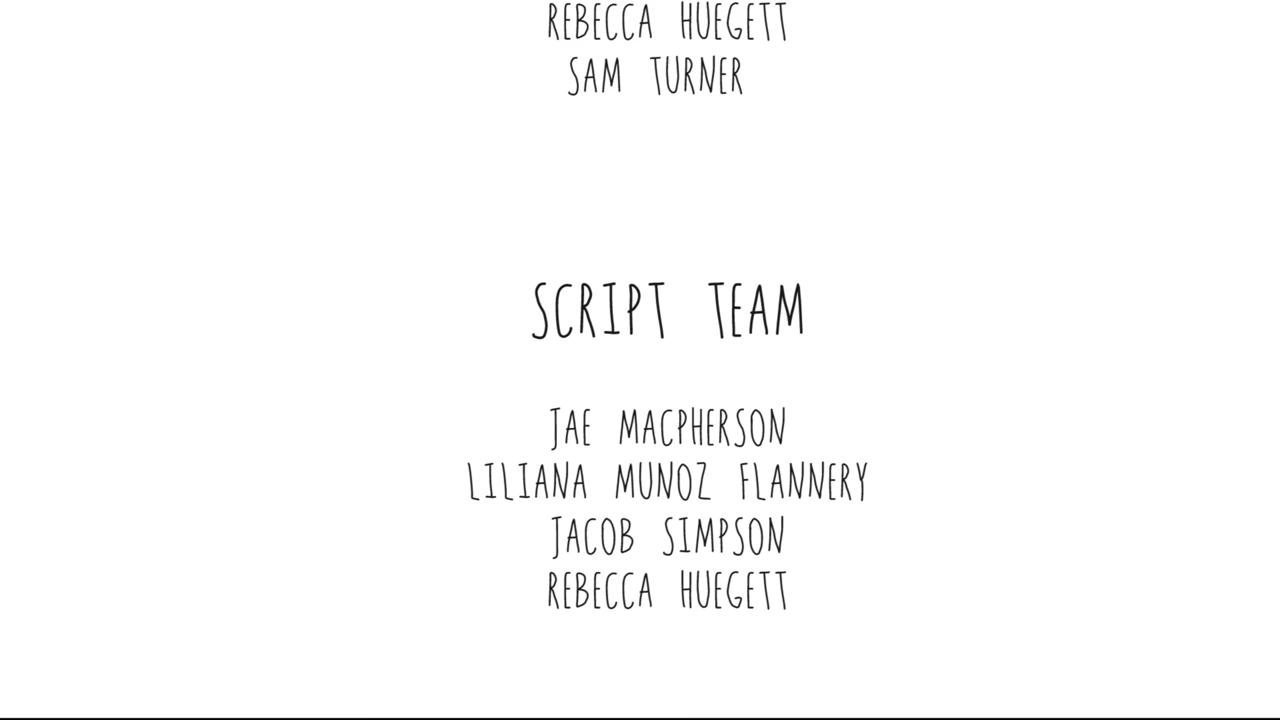 REBECCA HUEGETT
SAM TURNER
SCRIPT TEAM
JAE MACPHERSON
LILIANA MUNOZ FLANNERY
JACOB SIMPSON
REBECCA HUEGETT